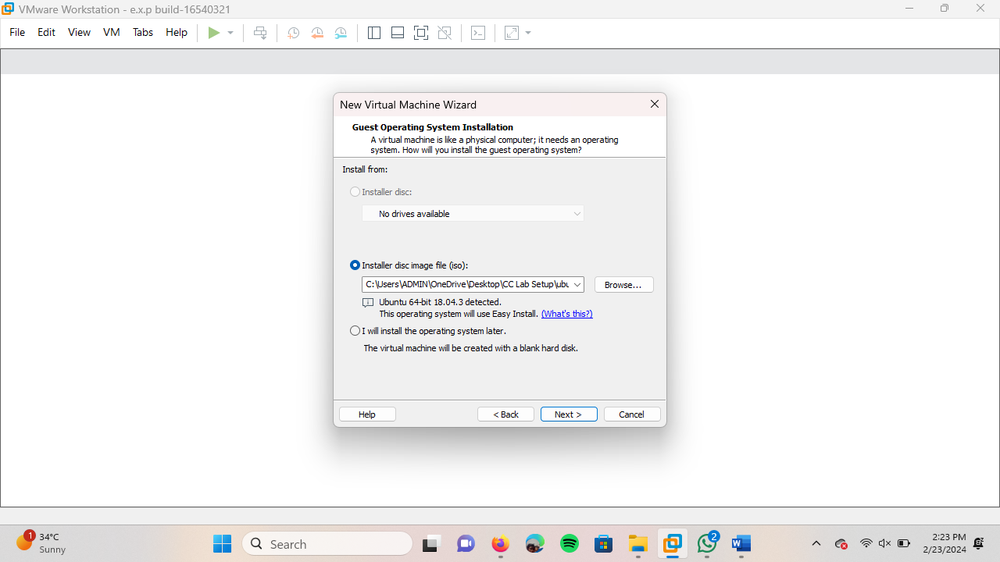 VMware Workstation - e.x.p build-16540321
File Edit View VM Tabs Help
New Virtual Machine Wizard
Guest Operating System Installation
A virtual machine is like a physical computer; it needs an operating
system. How will you install the guest operating system?
Install from:
Installer disc:
No drives available
Installer disc image file (iso):
C:\Users\ADMIN\OneDrive\Desktop\CC Lab Setup\ubu
Browse...
Ubuntu 64-bit 18.04.3 detected.
This operating system will use Easy Install. (What's this?)
I will install the operating system later.
The virtual machine will be created with a blank hard disk.
Help < Back Next > Cancel
1
34°C
Sunny
Search
2
2:23 PM
2/23/2024